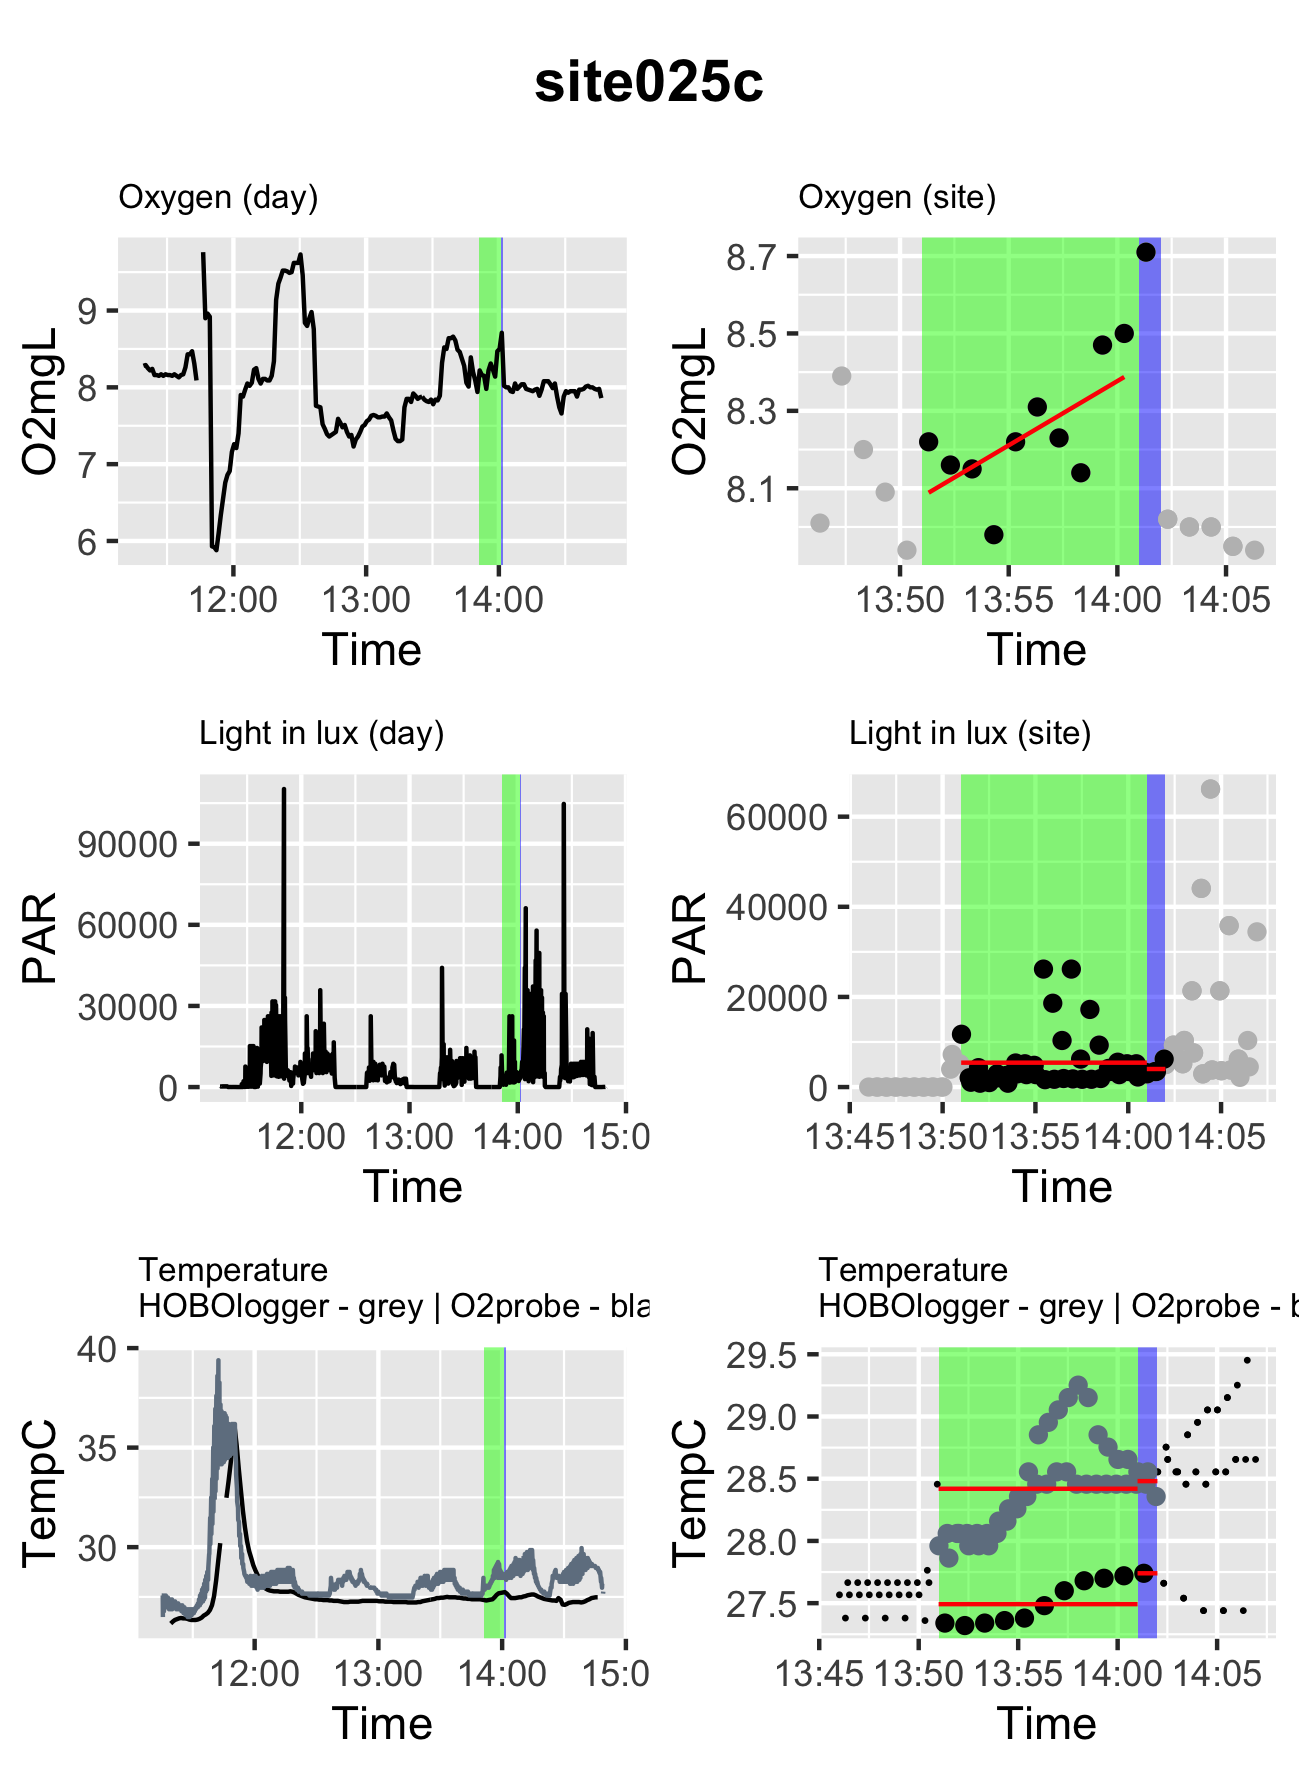 site025c
Oxygen (day)
O2mgL
9
8
7
6
12:00 13:00 14:00
Time
Oxygen (site)
O2mgL
8.7
8.5
8.3
8.1
13:50 13:55 14:00 14:05
Time
Light in lux (day)
PAR
90000
60000
30000
0
12:00 13:00 14:00 15:0
Time
Light in lux (site)
PAR
60000
40000
20000
0
13:45 13:50 13:55 14:00 14:05
Time
Temperature
HOBOlogger - grey | O2probe - bla
TempC
40
35
30
12:00 13:00 14:00 15:0
Time
Temperature
HOBOlogger - grey | O2probe - b
TempC
29.5
29.0
28.5
28.0
27.5
13:45 13:50 13:55 14:00 14:05
Time